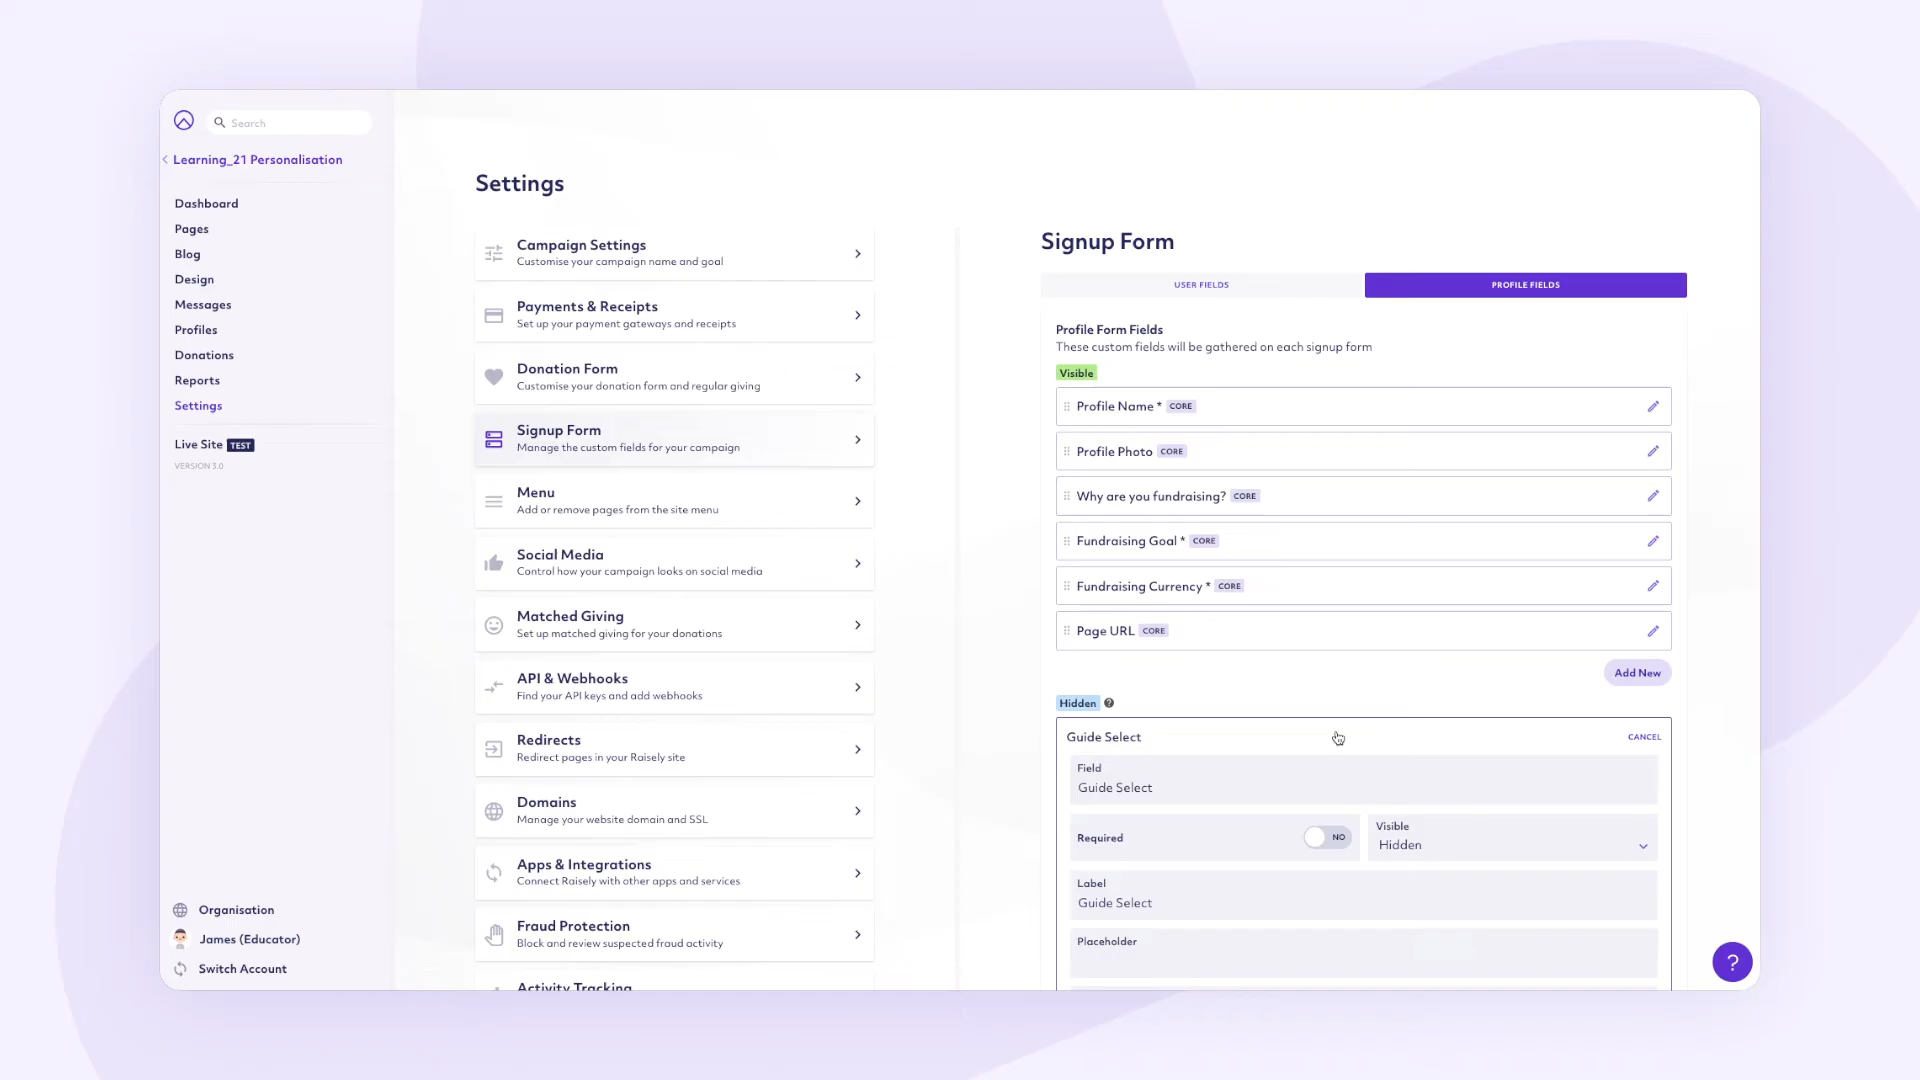 Search
Learning_21 Personalisation
Dashboard
Pages
Blog
Design
Messages
Profiles
Donations
Reports
Settings
Live Site TEST
VERSION 3.0
Organisation
James (Educator)
Switch Account
Settings
Campaign Settings
Customise your campaign name and goal
Payments & Receipts
Set up your payment gateways and receipts
Donation Form
Customise your donation form and regular giving
Signup Form
Manage the custom fields for your campaign
Menu
Add or remove pages from the site menu
Social Media
Control how your campaign looks on social media
Matched Giving
Set up matched giving for your donations
API & Webhooks
Find your API keys and add webhooks
Redirects
Redirect pages in your Raisely site
Domains
Manage your website domain and SSL
Apps & Integrations
Connect Raisely with other apps and services
Fraud Protection
Block and review suspected fraud activity
Activity Tracking
Signup Form
USER FIELDS
PROFILE FIELDS
Profile Form Fields
These custom fields will be gathered on each signup form
Visible
Profile Name * CORE
Profile Photo CORE
Why are you fundraising? CORE
Fundraising Goal * CORE
Fundraising Currency * CORE
Page URL CORE
Add New
Hidden ?
Guide Select
CANCEL
Field
Guide Select
Required
NO
Visible
Hidden
Label
Guide Select
Placeholder
?